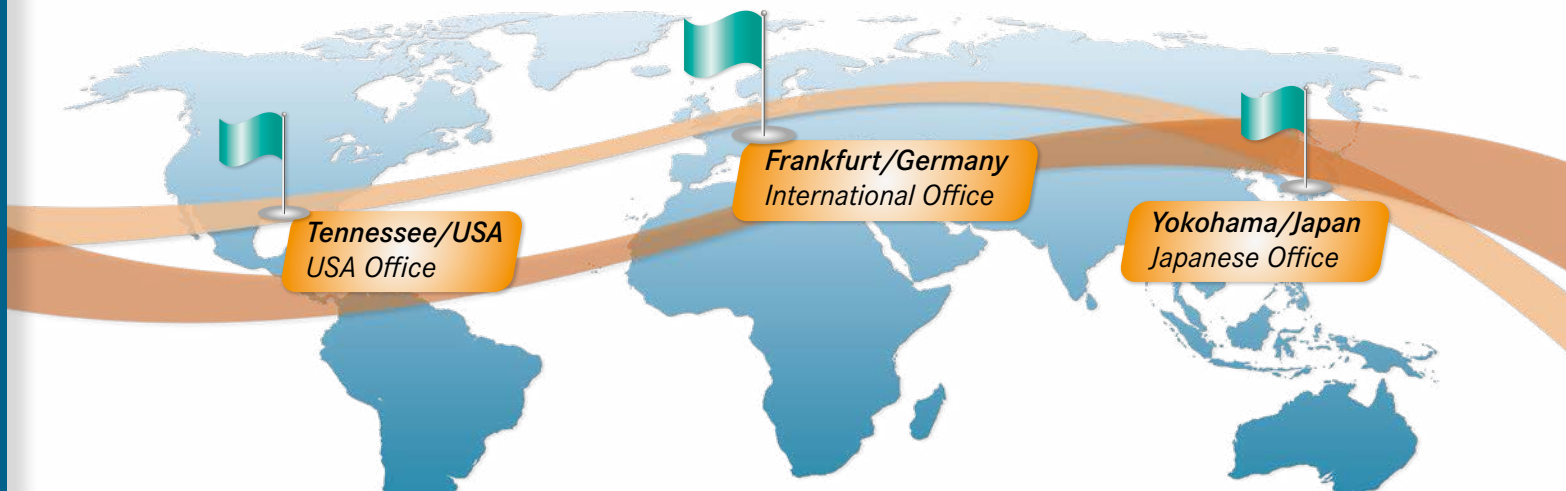 Tennessee/USA
USA Office
Frankfurt/Germany
International Office
Yokohama/Japan
Japanese Office